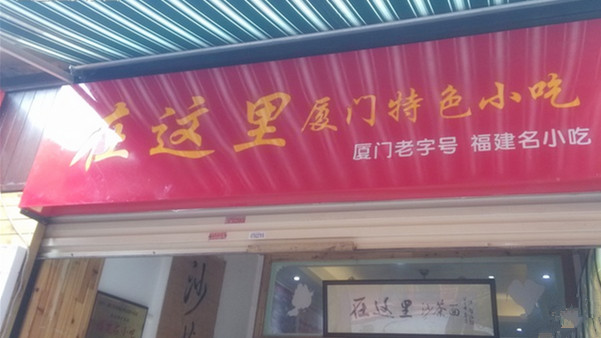 在这里厦门特色小吃
厦门老字号 福建名小吃
沙
在这里沙茶面